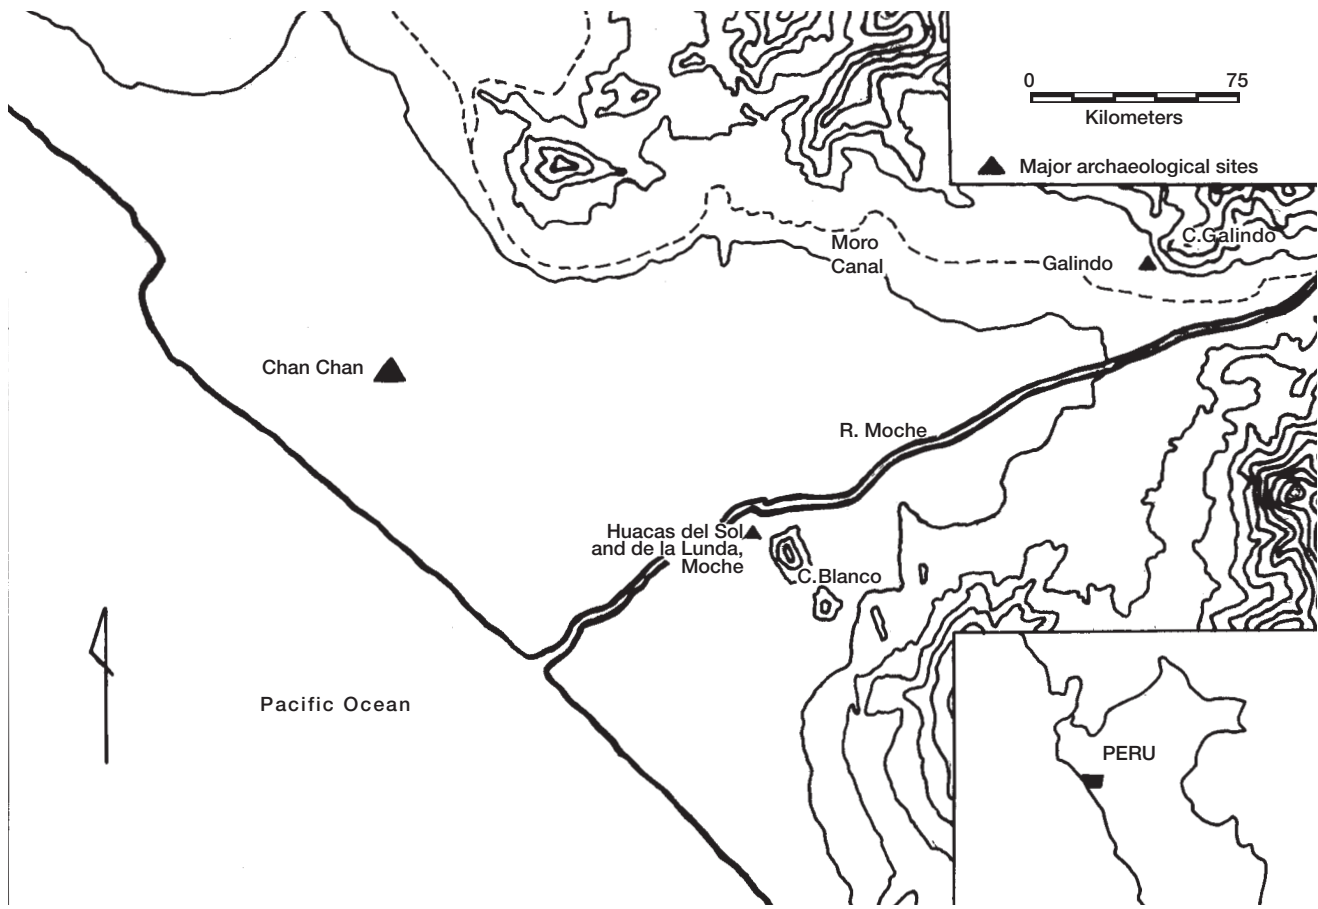 0 75
Kilometers
Major archaeological sites
C.Galindo
Moro
Canal
Galindo
Chan Chan
R. Moche
Huacas del Sol
and de la Lunda,
Moche
C.Blanco
Pacific Ocean
PERU